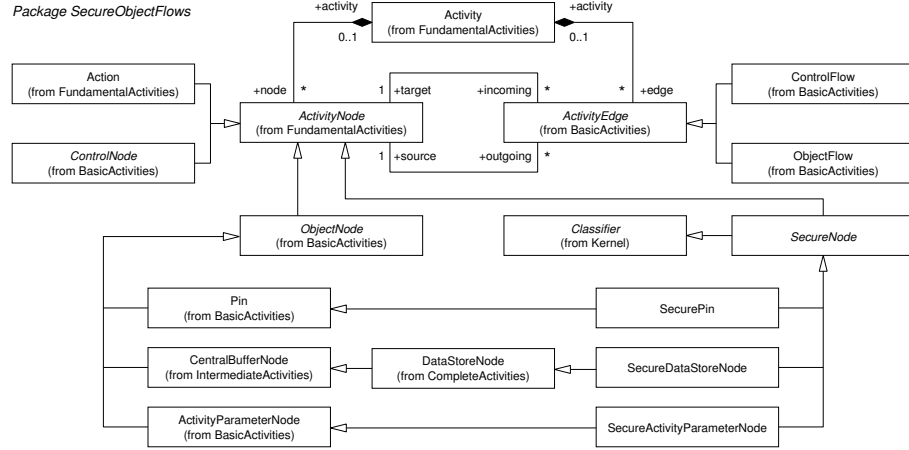 Package SecureObjectFlows
+activity
Activity
(from FundamentalActivities)
+activity
0..1
0..1
Action
(from FundamentalActivities)
+node
*
1
+target
+incoming
*
*
+edge
ControlFlow
(from BasicActivities)
ActivityNode
(from FundamentalActivities)
ActivityEdge
(from BasicActivities)
ControlNode
(from BasicActivities)
1
+source
+outgoing
*
ObjectFlow
(from BasicActivities)
ObjectNode
(from BasicActivities)
Classifier
(from Kernel)
SecureNode
Pin
(from BasicActivities)
SecurePin
CentralBufferNode
(from IntermediateActivities)
DataStoreNode
(from CompleteActivities)
SecureDataStoreNode
ActivityParameterNode
(from BasicActivities)
SecureActivityParameterNode